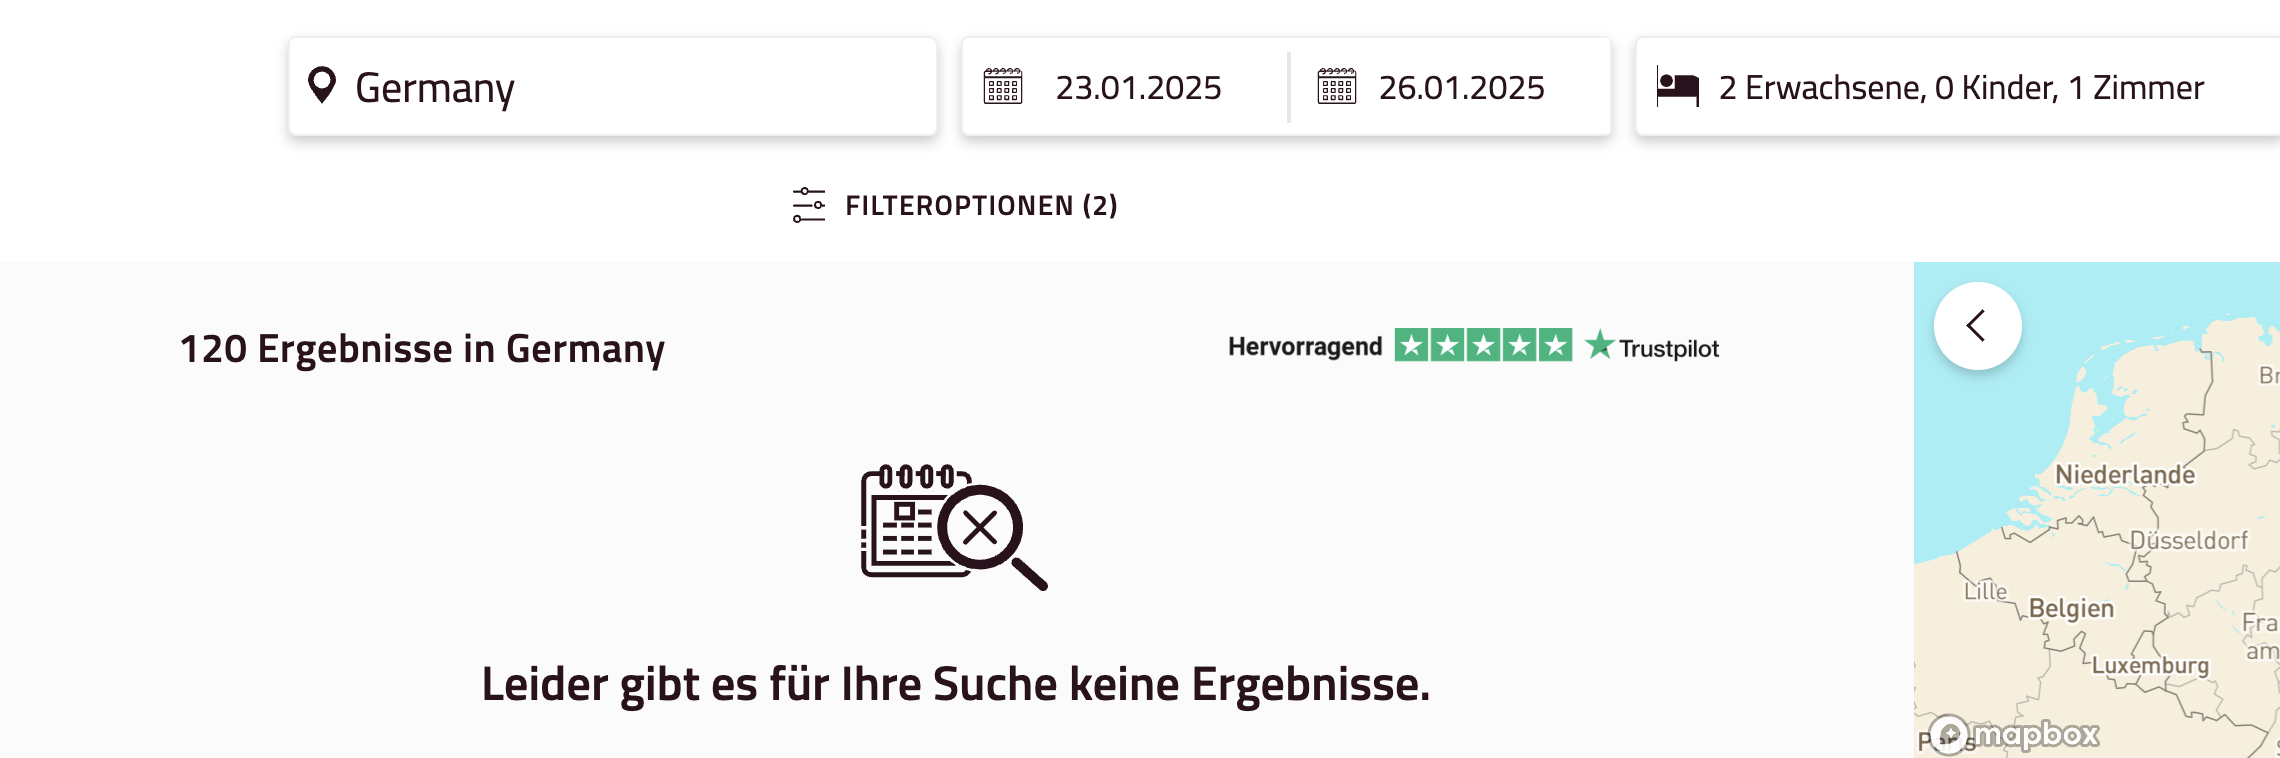 Germany
23.01.2025
26.01.2025
2 Erwachsene, 0 Kinder, 1 Zimmer
FILTEROPTIONEN (2)
120 Ergebnisse in Germany
Hervorragend
Trustpilot
Leider gibt es für Ihre Suche keine Ergebnisse.
Br
Niederlande
Düsseldorf
Lille
Belgien
Fra
am
Luxemburg
Paris
mapbox